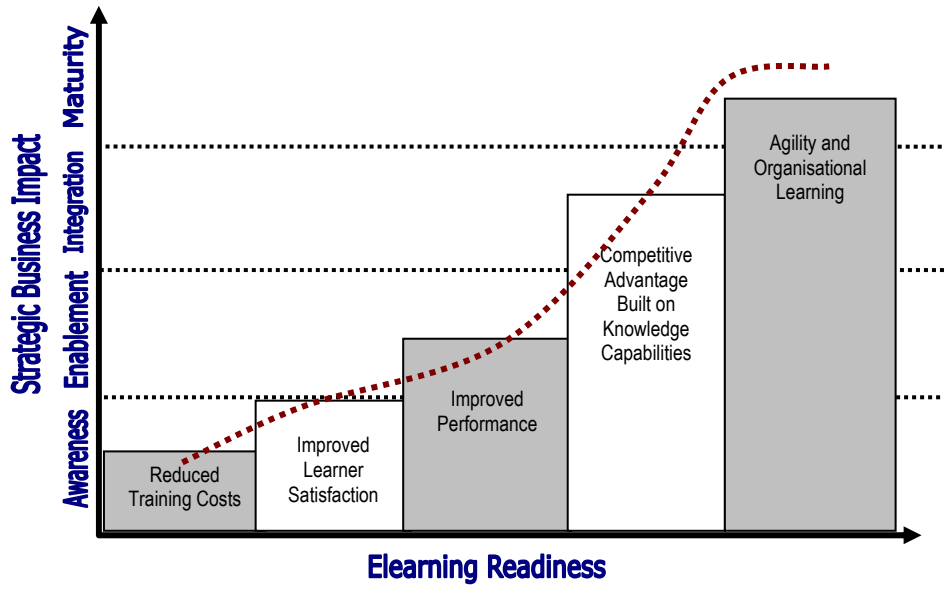 Strategic Business Impact
Maturity
Integration
Enablement
Awareness
Agility and
Organisational
Learning
Competitive
Advantage
Built on
Knowledge
Capabilities
Improved
Performance
Improved
Learner
Satisfaction
Reduced
Training Costs
Elearning Readiness